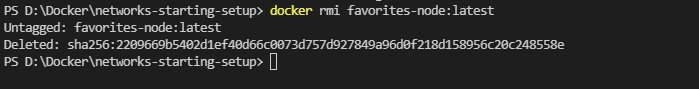 PS D:\Docker\networks-starting-setup> docker rmi favorites-node:latest
Untagged: favorites-node:latest
Deleted: sha256:2209669b5402d1ef40d66c0073d757d927849a96d0f218d158956c20c248558e
PS D:\Docker\networks-starting-setup>